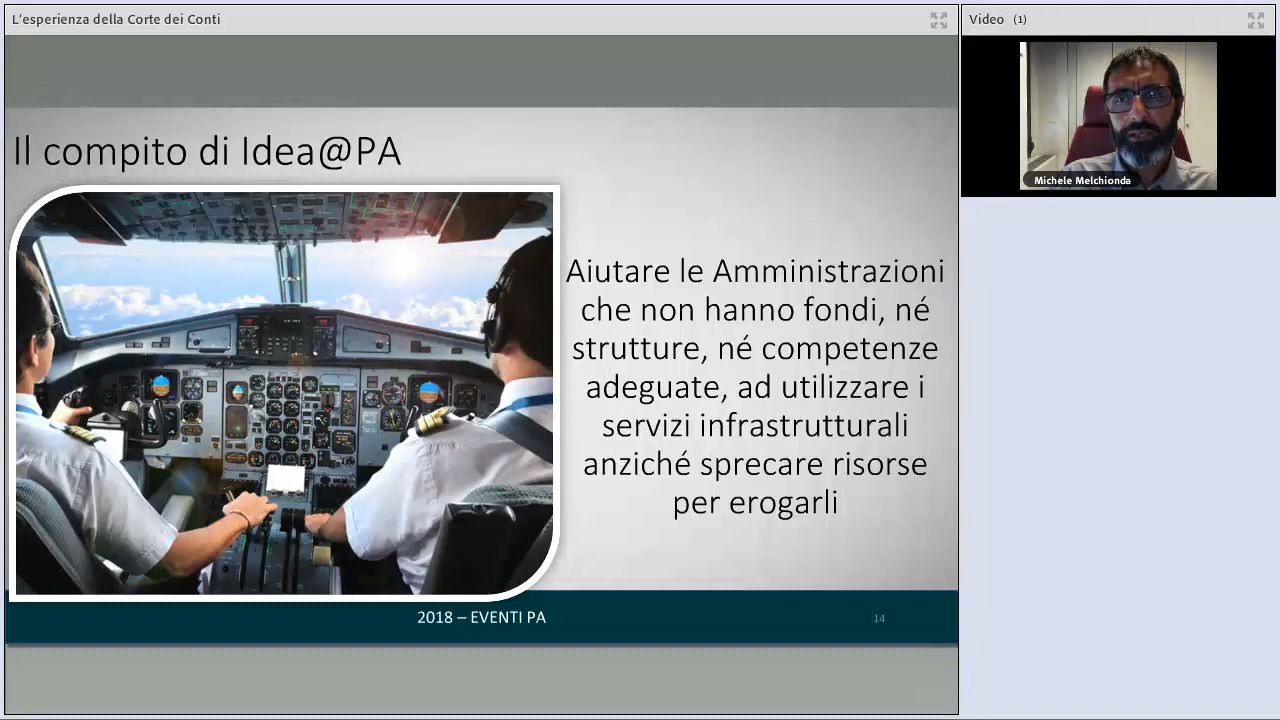 L'esperienza della Corte dei Conti
Video (1)
Michele Melchionda
Il compito di Idea@PA
Aiutare le Amministrazioni
che non hanno fondi, né
strutture, né competenze
adeguate, ad utilizzare i
servizi infrastrutturali
anziché sprecare risorse
per erogarli
2018 – EVENTI PA
14